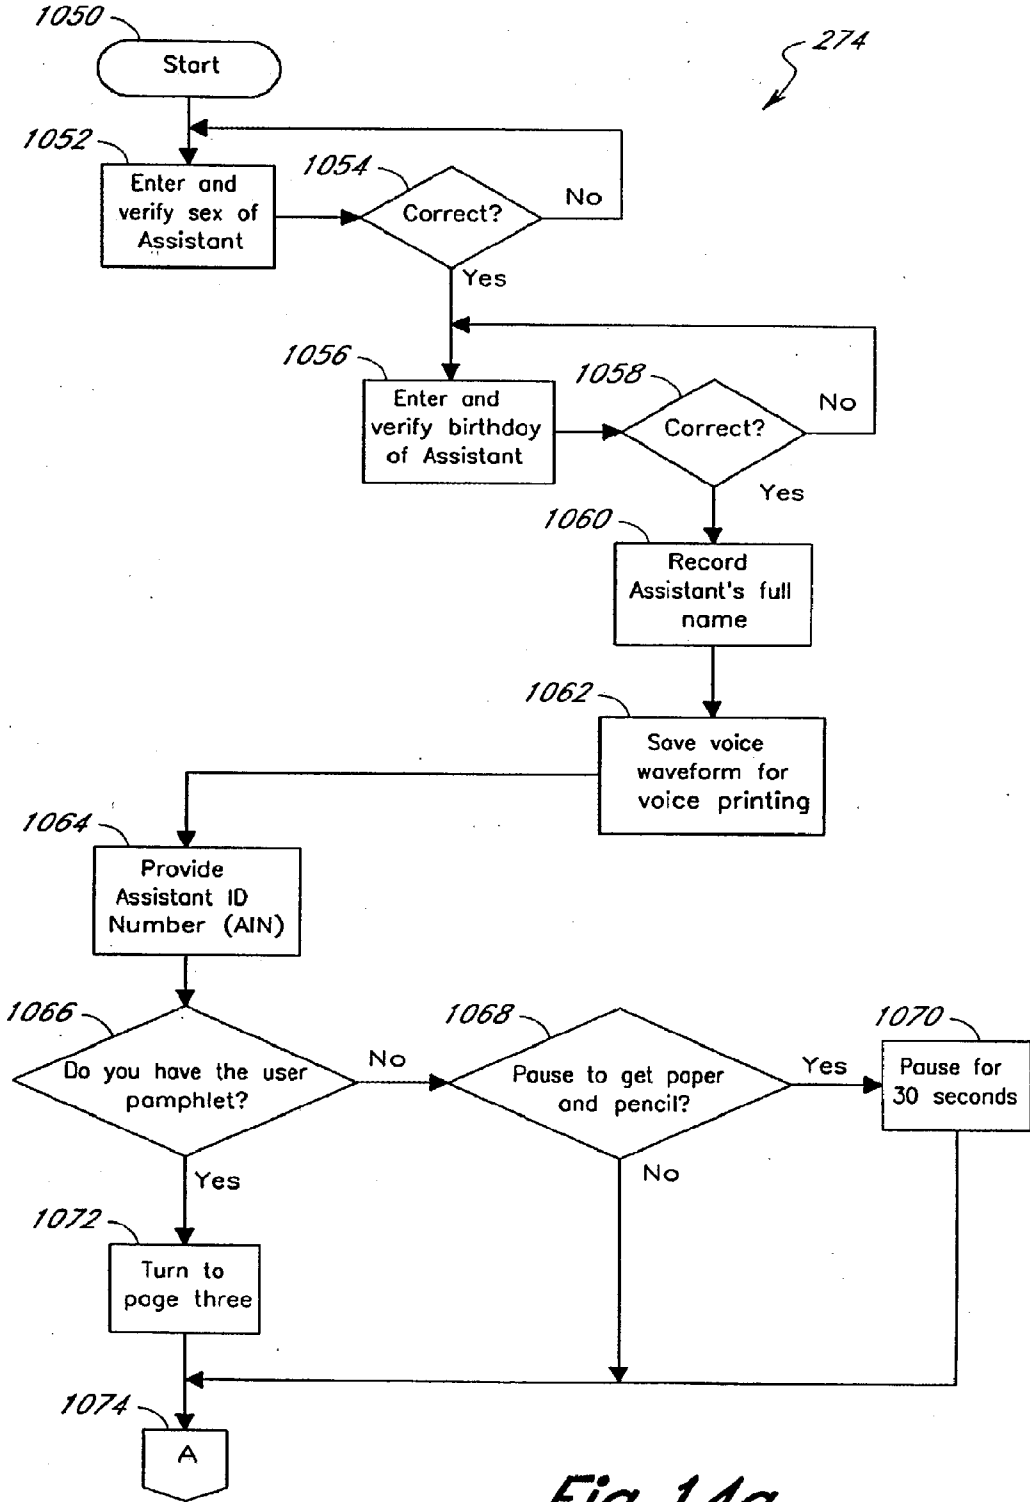 1050
Start
274
1052
Enter and
verify sex of
Assistant
1054
Correct?
No
Yes
1056
Enter and
verify birthday
of Assistant
1058
Correct?
No
Yes
1060
Record
Assistant's full
name
1062
Save voice
waveform for
voice printing
1064
Provide
Assistant ID
Number (AIN)
1066
Do you have the user
pamphlet?
No
Yes
1068
Pause to get paper
and pencil?
Yes
No
1070
Pause for
30 seconds
1072
Turn to
page three
1074
A
Fig. 14a